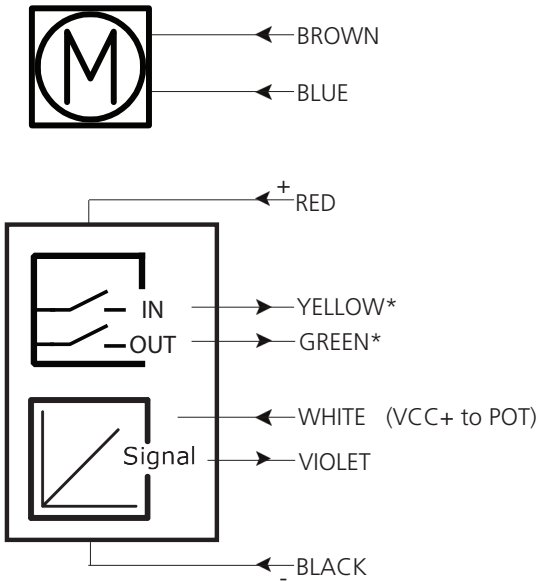 M
BROWN
BLUE
+
RED
IN
YELLOW*
OUT
GREEN*
WHITE (VCC+ to POT)
Signal
VIOLET
BLACK
-